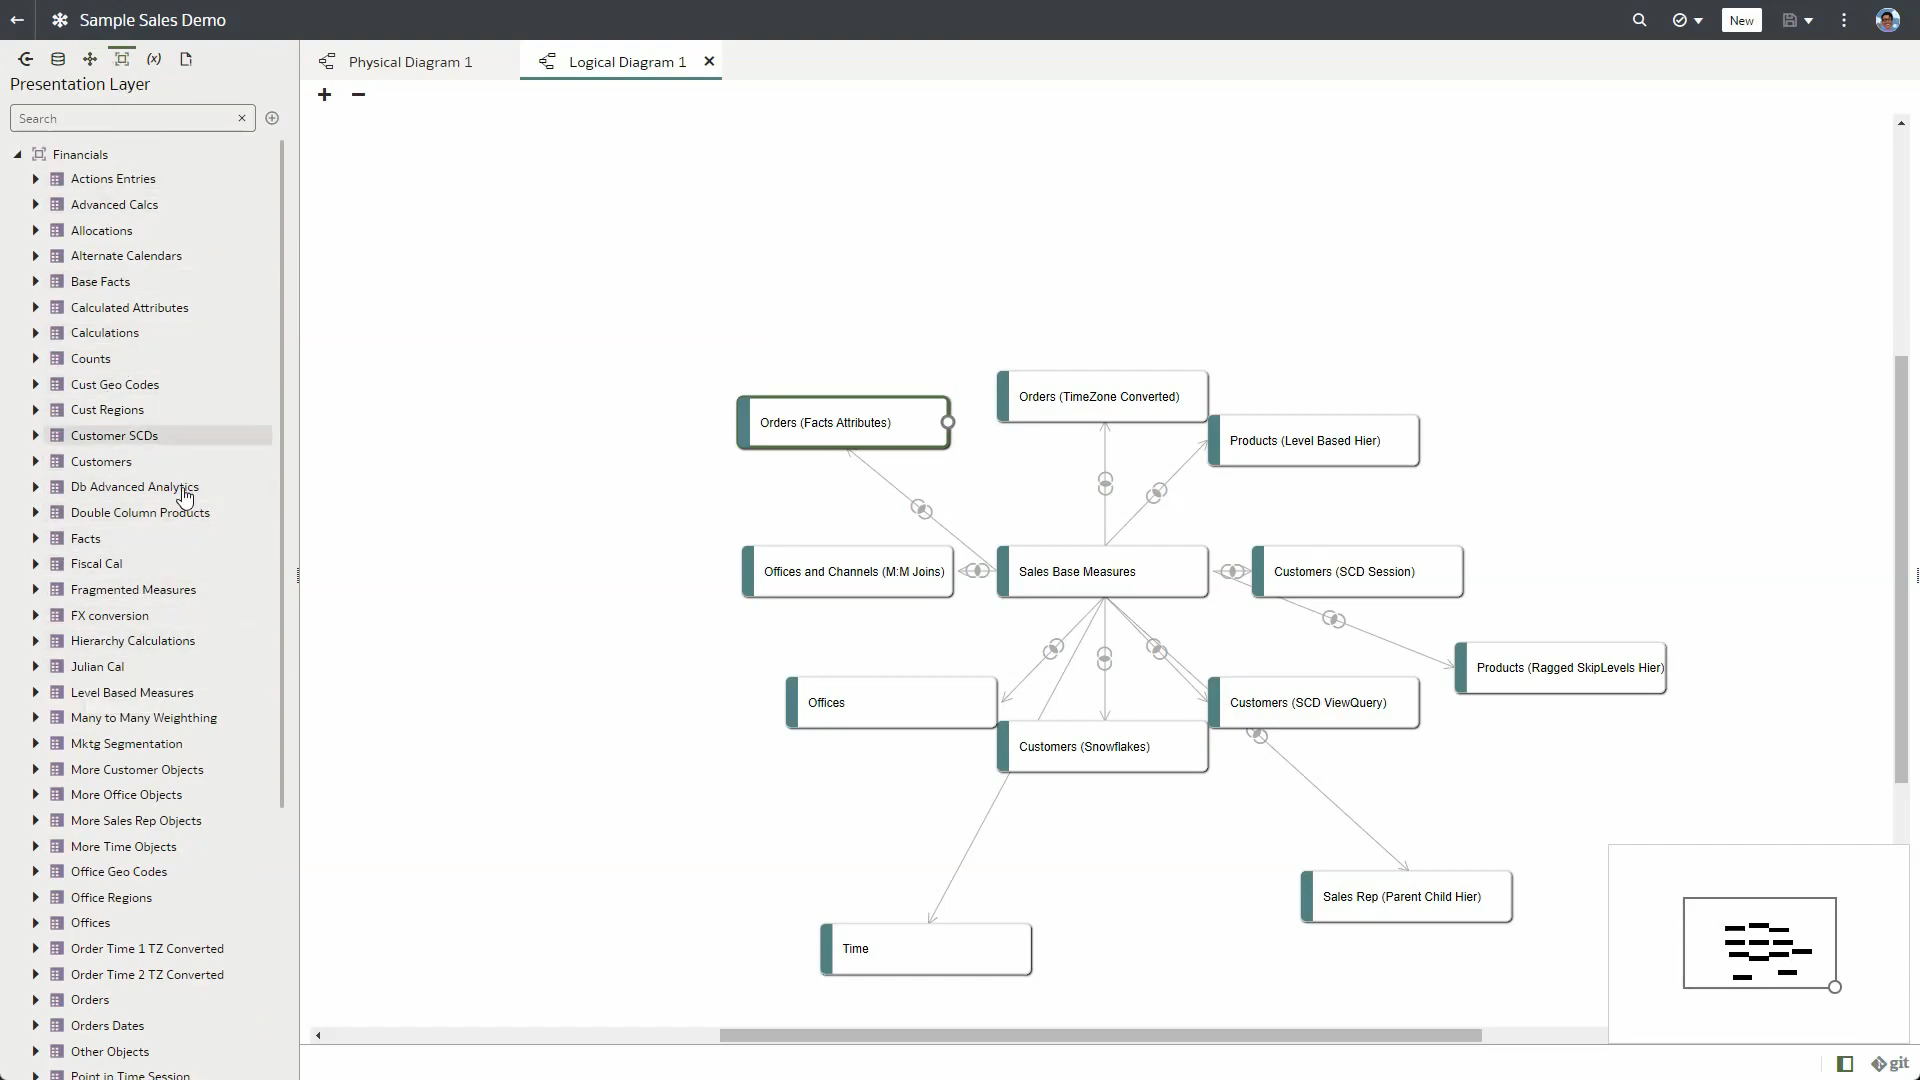 Sample Sales Demo
New
(x)
Presentation Layer
Search
Physical Diagram 1
Logical Diagram 1
Financials
Actions Entries
Advanced Calcs
Allocations
Alternate Calendars
Base Facts
Calculated Attributes
Calculations
Counts
Cust Geo Codes
Cust Regions
Customer SCDs
Customers
Db Advanced Analytics
Double Column Products
Facts
Fiscal Cal
Fragmented Measures
FX conversion
Hierarchy Calculations
Julian Cal
Level Based Measures
Many to Many Weighthing
Mktg Segmentation
More Customer Objects
More Office Objects
More Sales Rep Objects
More Time Objects
Office Geo Codes
Office Regions
Offices
Order Time 1 TZ Converted
Order Time 2 TZ Converted
Orders
Orders Dates
Other Objects
Point in Time Session
Orders (TimeZone Converted)
Orders (Facts Attributes)
Products (Level Based Hier)
Offices and Channels (M:M Joins)
Sales Base Measures
Customers (SCD Session)
Products (Ragged SkipLevels Hier)
Offices
Customers (SCD ViewQuery)
Customers (Snowflakes)
Sales Rep (Parent Child Hier)
Time
git